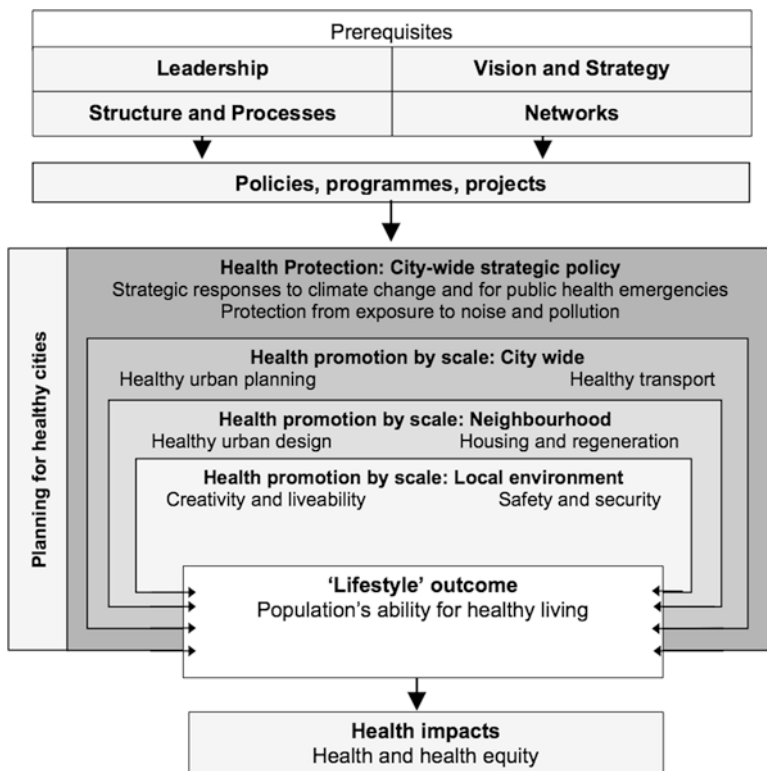 Prerequisites
Leadership
Vision and Strategy
Structure and Processes
Networks
Policies, programmes, projects
Planning for healthy cities
Health Protection: City-wide strategic policy
Strategic responses to climate change and for public health emergencies
Protection from exposure to noise and pollution
Health promotion by scale: City wide
Healthy urban planning
Healthy transport
Health promotion by scale: Neighbourhood
Healthy urban design
Housing and regeneration
Health promotion by scale: Local environment
Creativity and liveability
Safety and security
‘Lifestyle’ outcome
Population’s ability for healthy living
Health impacts
Health and health equity